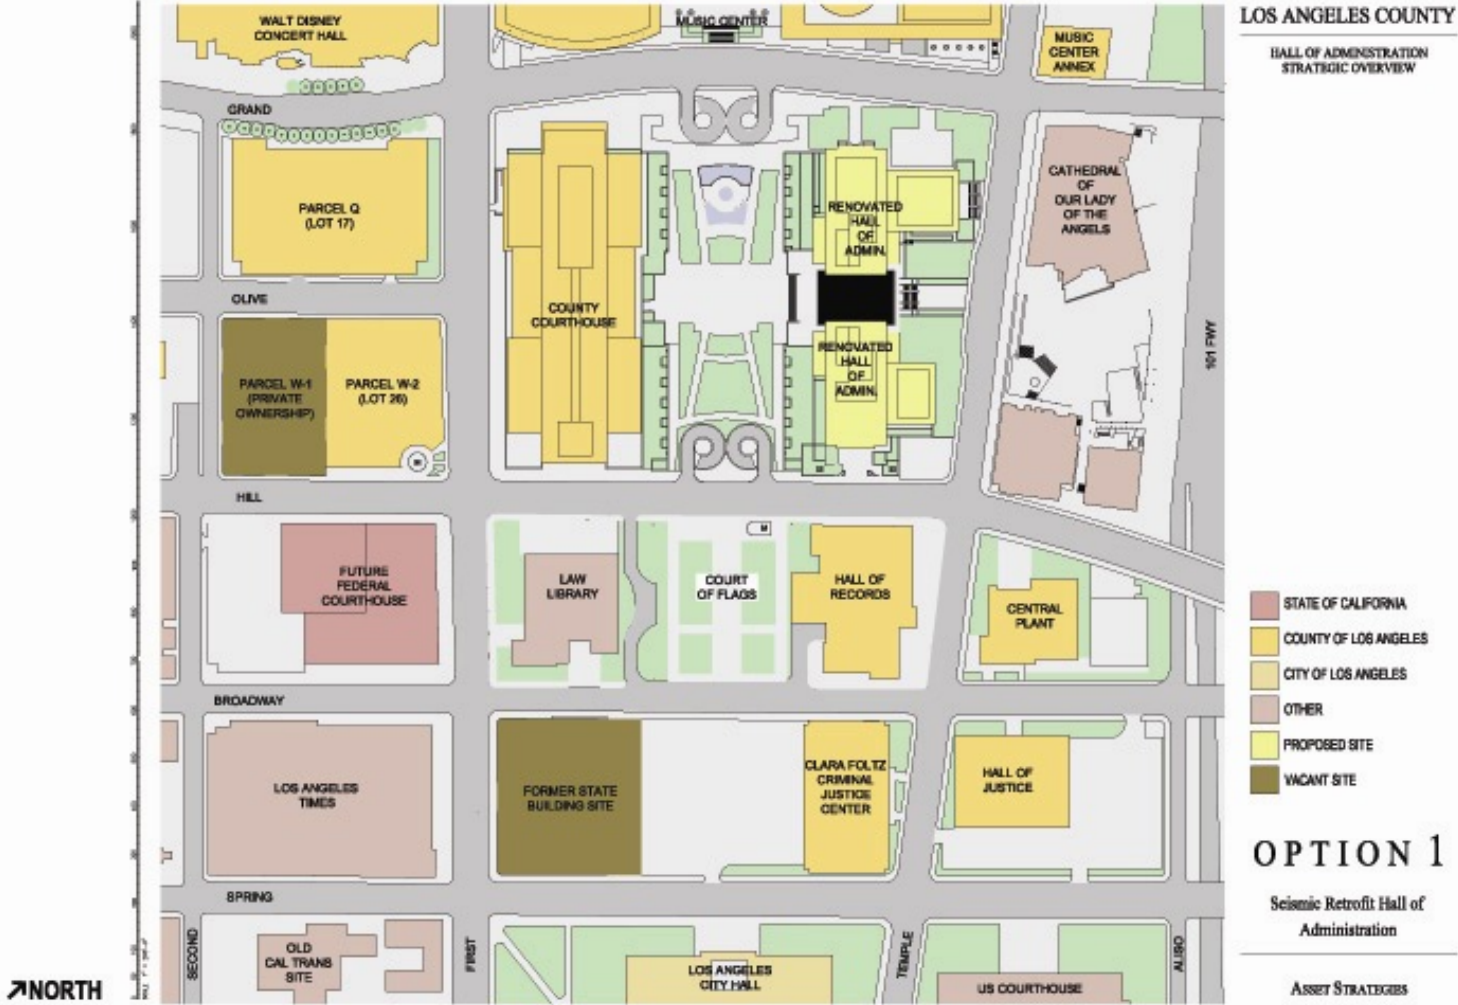 WALT DISNEY
CONCERT HALL
MUSIC CENTER
MUSIC
CENTER
ANNEX
LOS ANGELES COUNTY
HALL OF ADMINISTRATION
STRATEGIC OVERVIEW
GRAND
PARCEL Q
(LOT 17)
CATHEDRAL
OF
OUR LADY
OF THE
ANGELS
RENOVATED
HALL
OF
ADMIN.
OLIVE
COUNTY
COURTHOUSE
RENOVATED
HALL
OF
ADMIN.
101 FWY
PARCEL W-1
(PRIVATE
OWNERSHIP)
PARCEL W-2
(LOT 26)
M
HILL
M
FUTURE
FEDERAL
COURTHOUSE
LAW
LIBRARY
COURT
OF FLAGS
HALL OF
RECORDS
CENTRAL
PLANT
STATE OF CALIFORNIA
COUNTY OF LOS ANGELES
CITY OF LOS ANGELES
OTHER
PROPOSED SITE
VACANT SITE
BROADWAY
LOS ANGELES
TIMES
FORMER STATE
BUILDING SITE
CLARA FOLTZ
CRIMINAL
JUSTICE
CENTER
HALL OF
JUSTICE
OPTION 1
Seismic Retrofit Hall of
Administration
SPRING
SECOND
OLD
CAL TRANS
SITE
FIRST
LOS ANGELES
CITY HALL
TEMPLE
US COURTHOUSE
ALISO
NORTH
ASSET STRATEGIES